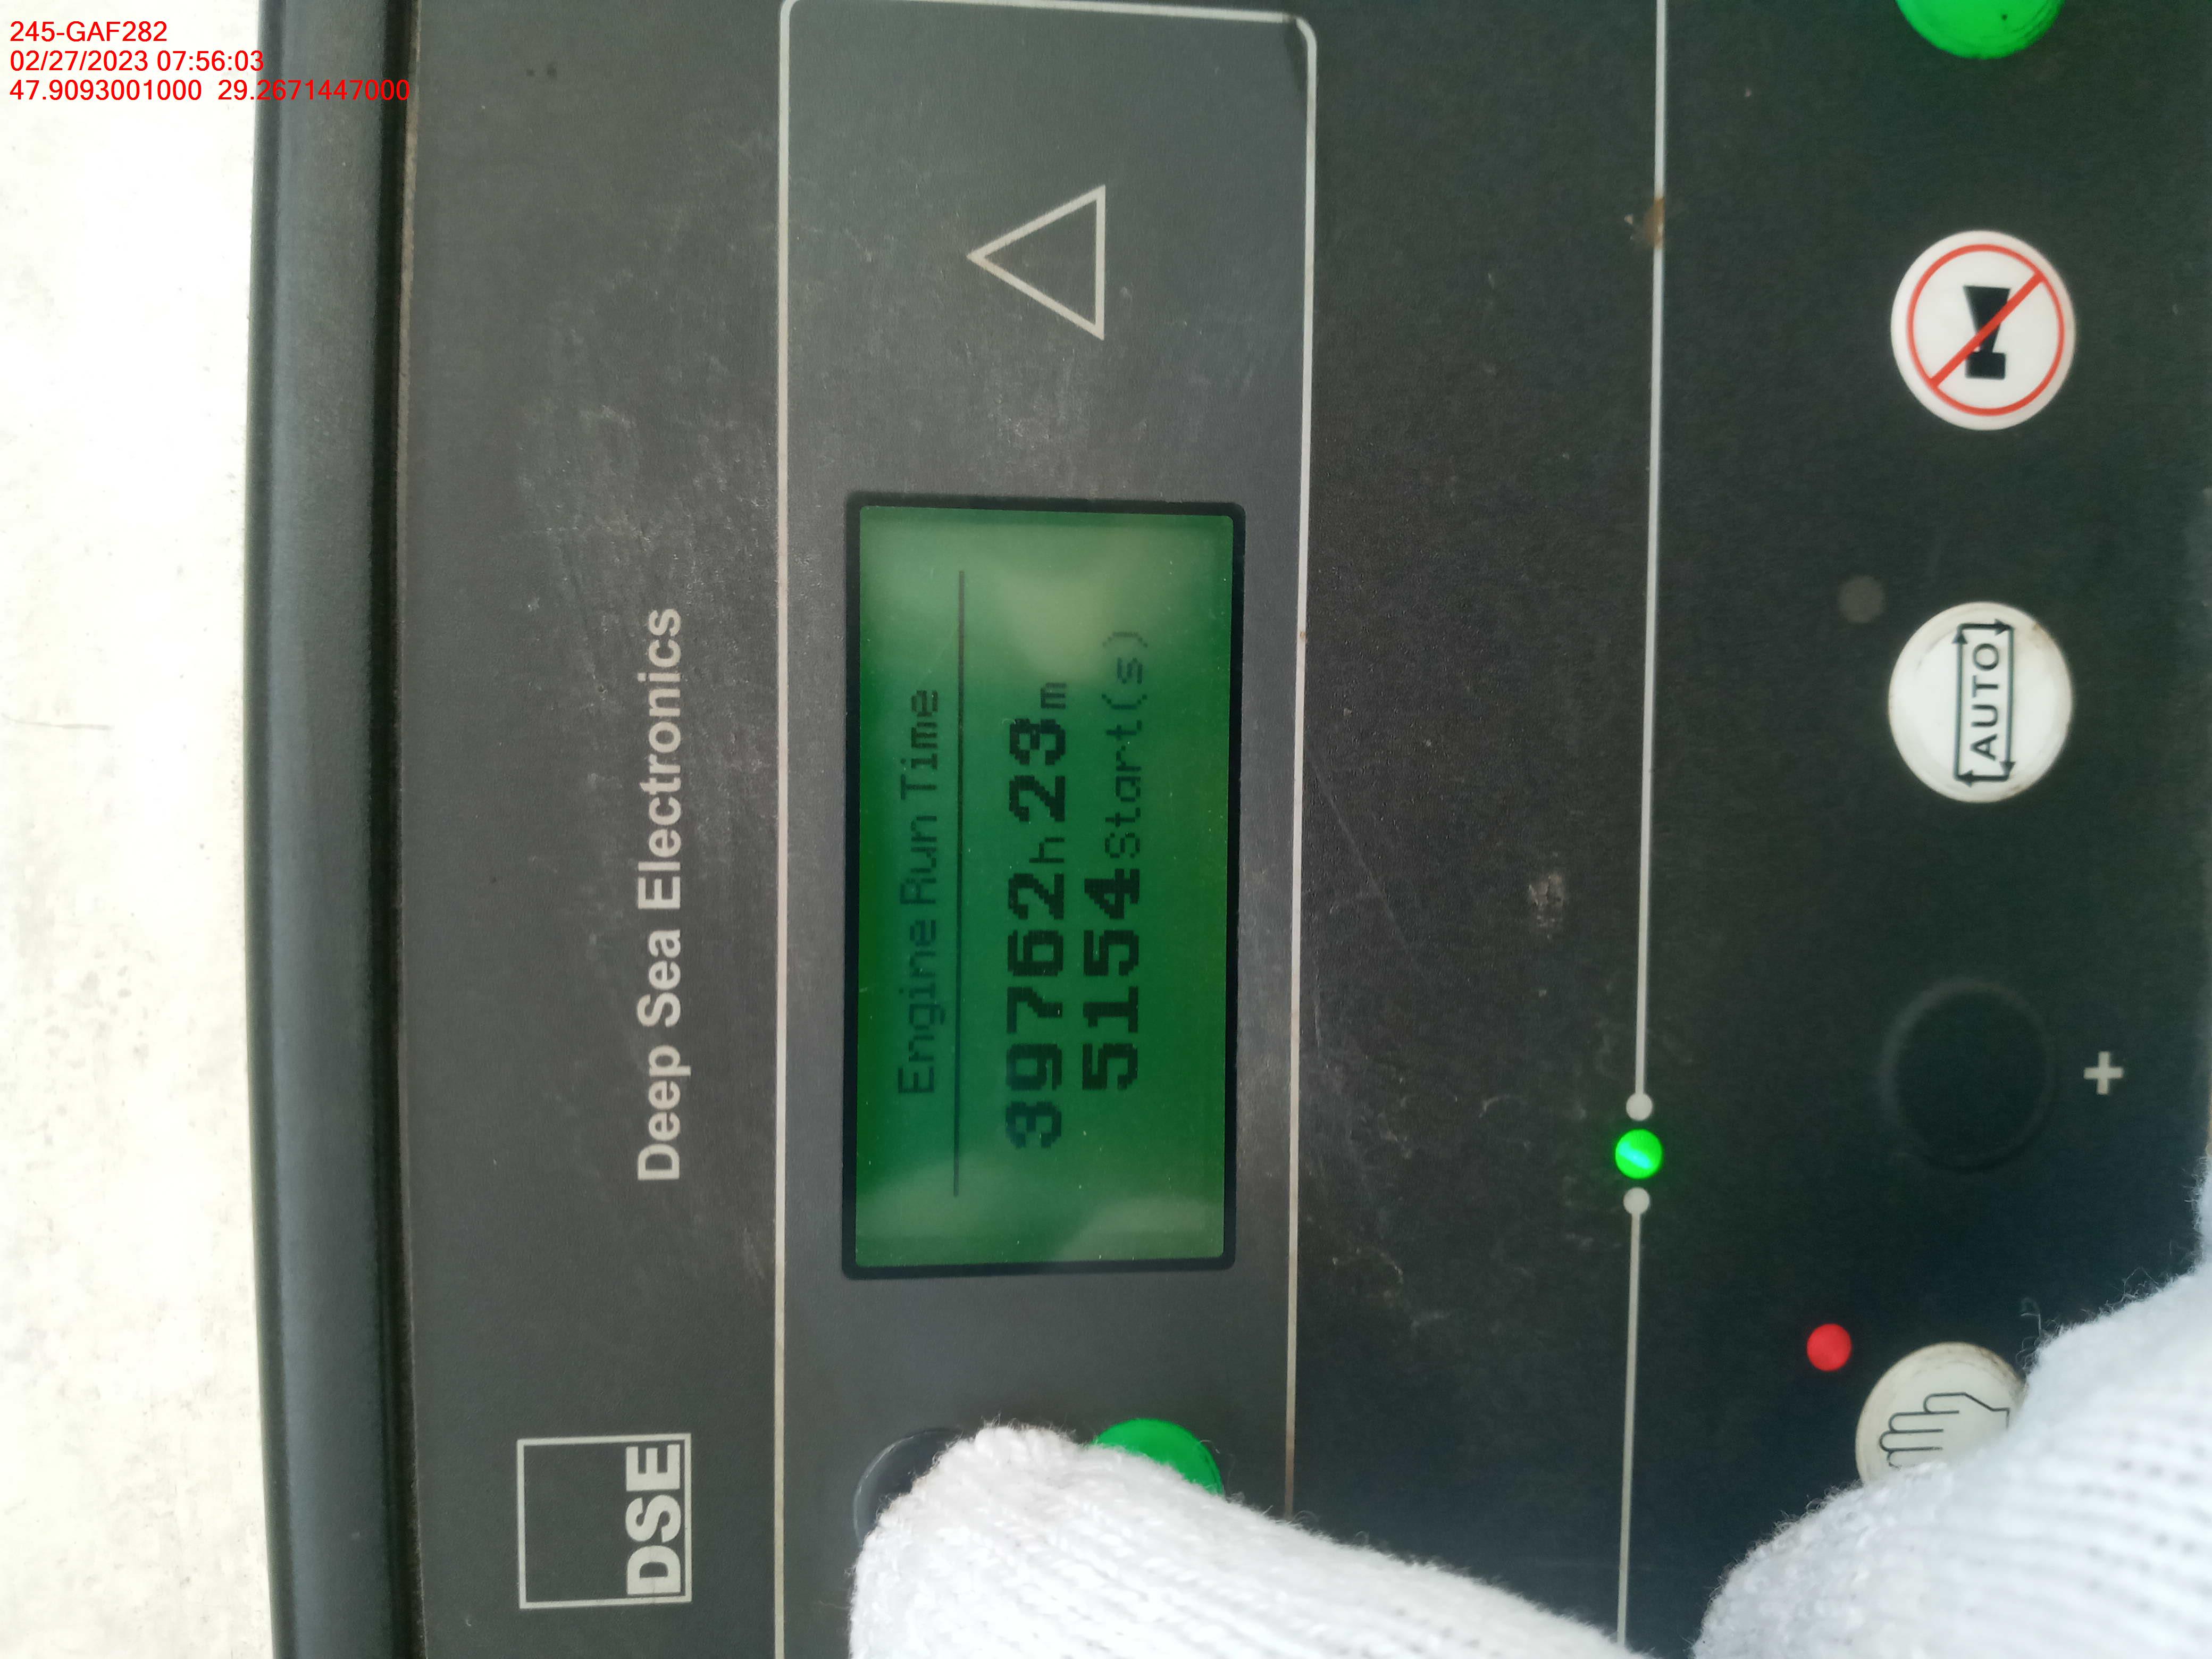 245-GAF282
02/27/2023 07:56:03
47.9093001000 29.2671447000
DSE
Deep Sea Electronics
Engine Run Time
39762h23m
5154Start(s)
AUTO
+